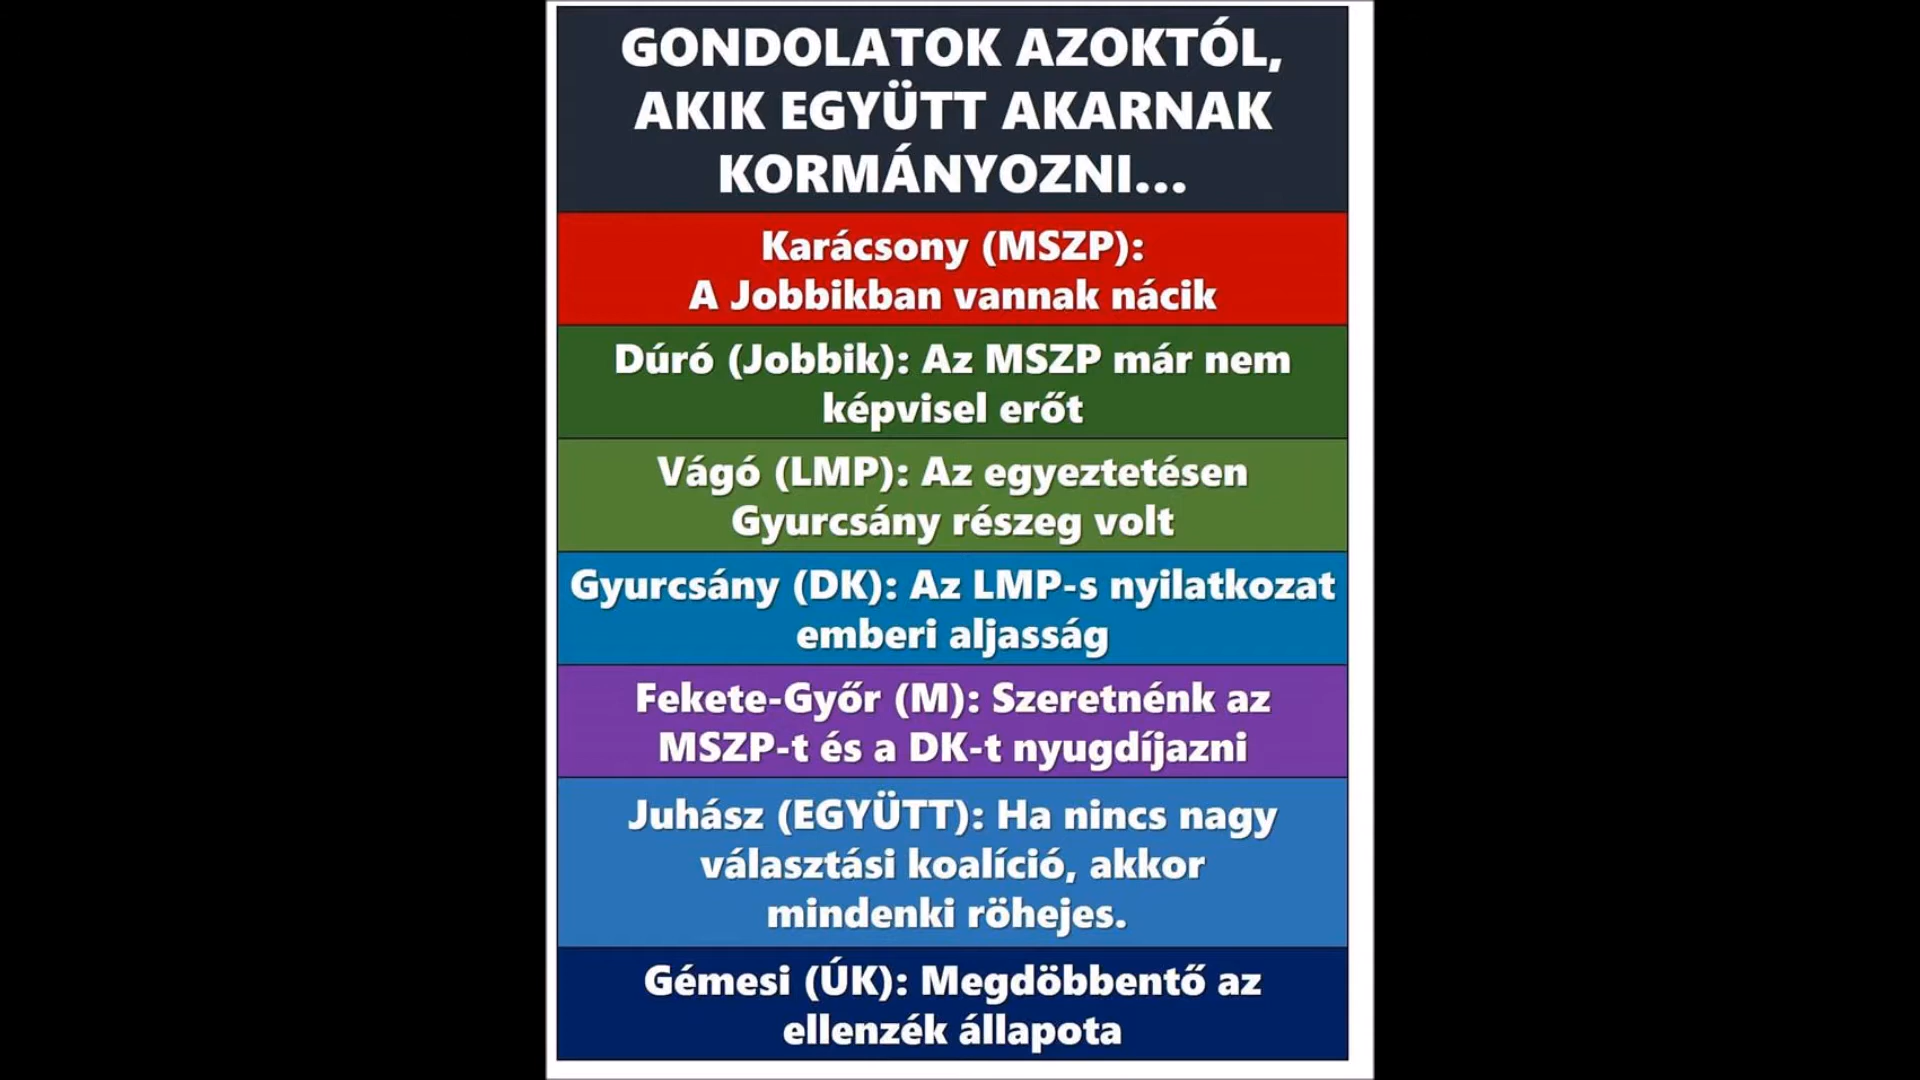 GONDOLATOK AZOKTÓL,
AKIK EGYÜTT AKARNAK
KORMÁNYOZNI...
Karácsony (MSZP):
A Jobbikban vannak nácik
Dúró (Jobbik): Az MSZP már nem
képvisel erőt
Vágó (LMP): Az egyeztetésen
Gyurcsány részeg volt
Gyurcsány (DK): Az LMP-s nyilatkozat
emberi aljasság
Fekete-Győr (M): Szeretnénk az
MSZP-t és a DK-t nyugdíjazni
Juhász (EGYÜTT): Ha nincs nagy
választási koalíció, akkor
mindenki röhejes.
Gémesi (ÚK): Megdöbbentő az
ellenzék állapota